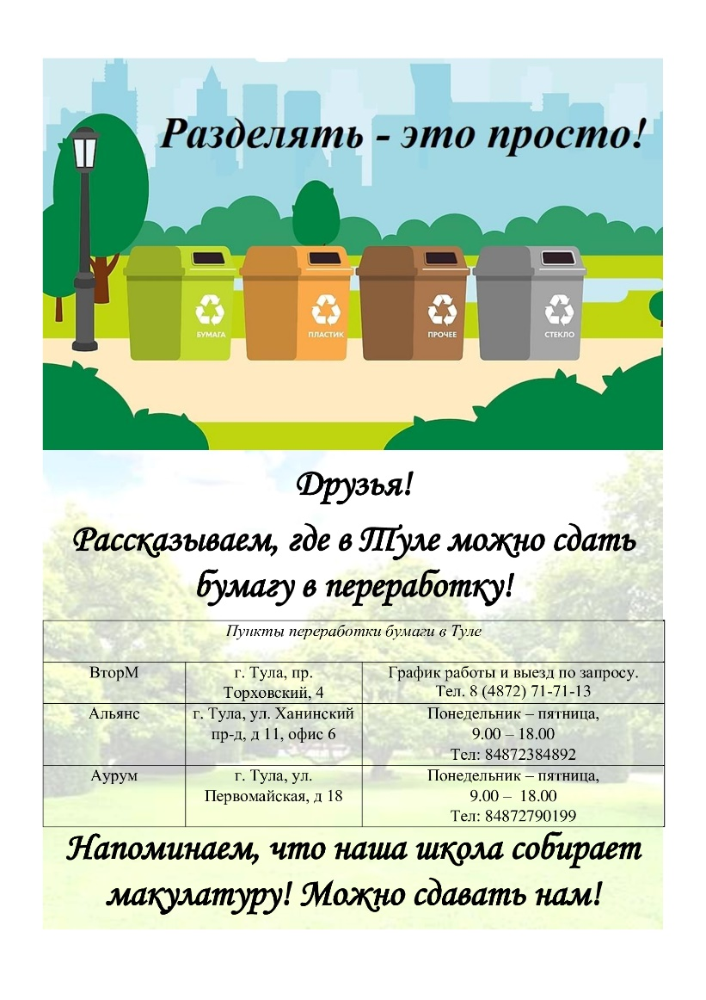 Разделять - это просто!
БУМАГА
ПЛАСТИК
ПРОЧЕЕ
СТЕКЛО
Друзья!
Рассказываем, где в Туле можно сдать
бумагу в переработку!
Пункты переработки бумаги в Туле
ВторМ
г. Тула, пр.
Торховский, 4
График работы и выезд по запросу.
Тел. 8 (4872) 71-71-13
Альянс
г. Тула, ул. Ханинский
пр-д, д 11, офис 6
Понедельник – пятница,
9.00 – 18.00
Тел: 84872384892
Аурум
г. Тула, ул.
Первомайская, д 18
Понедельник – пятница,
9.00 – 18.00
Тел: 84872790199
Напоминаем, что наша школа собирает
макулатуру! Можно сдавать нам!